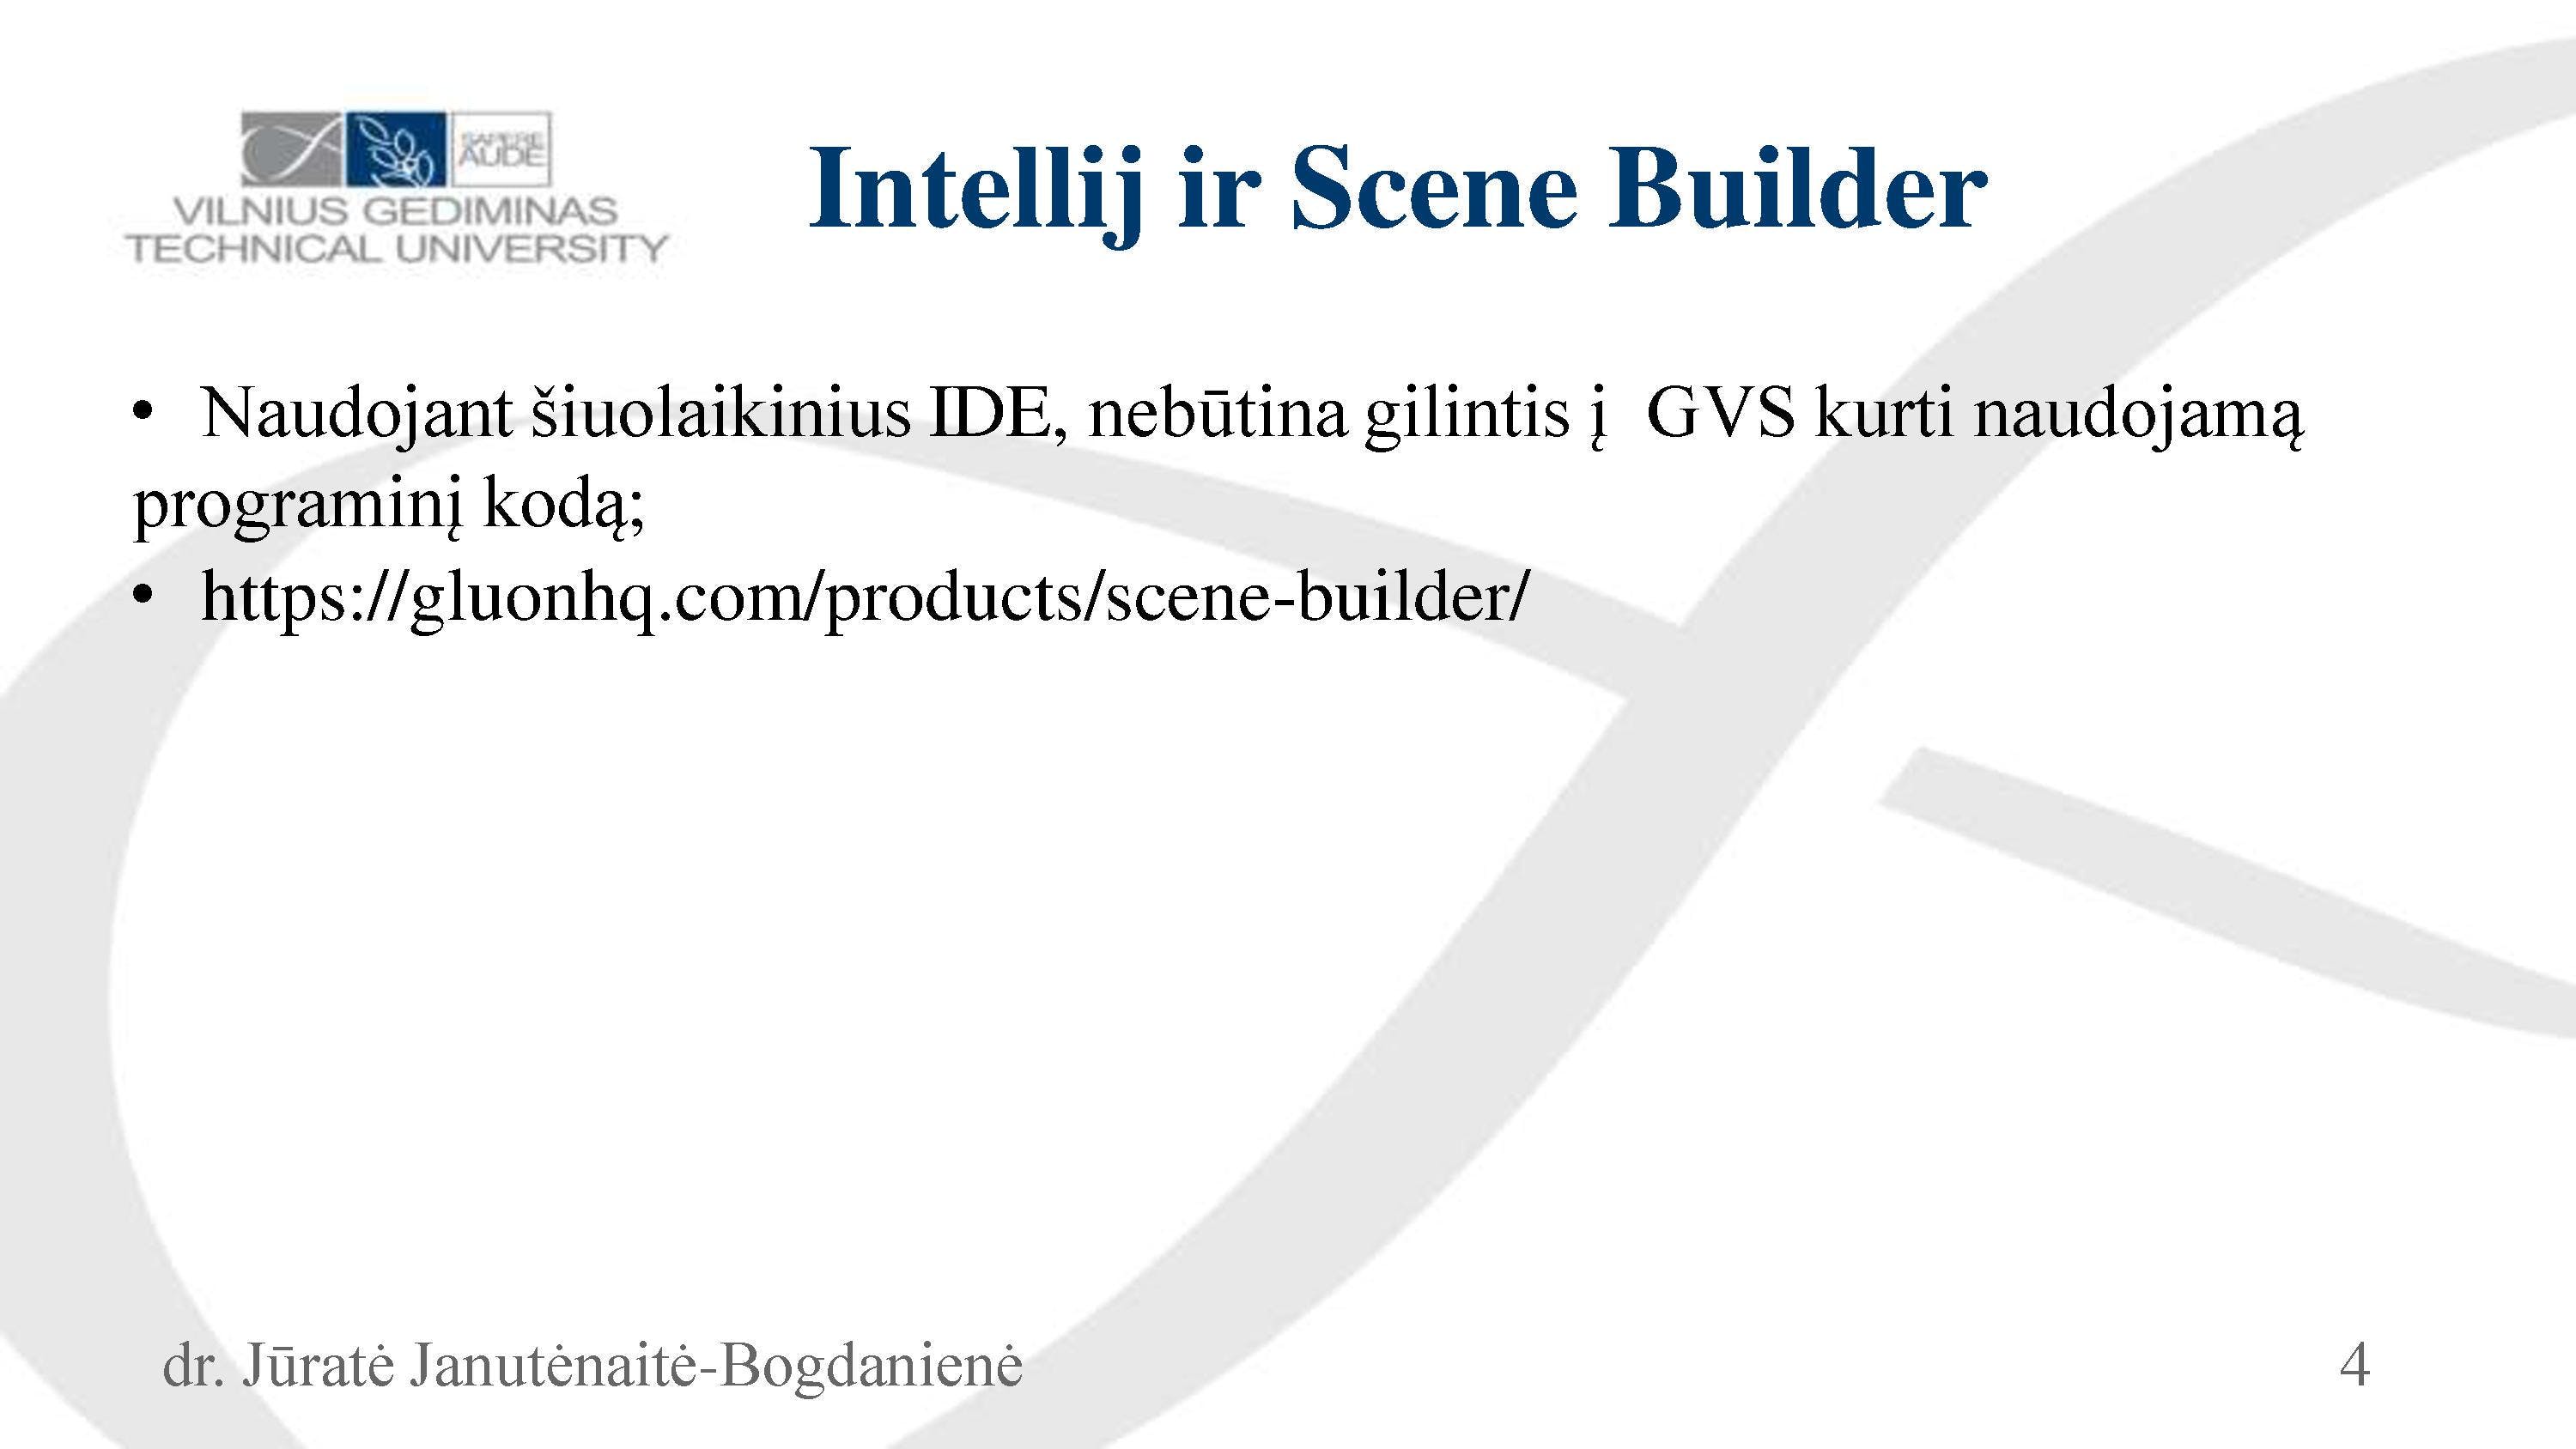 SAPERE
AUDE
VILNIUS GEDIMINAS
TECHNICAL UNIVERSITY
Intellij ir Scene Builder
• Naudojant šiuolaikinius IDE, nebūtina gilintis į GVS kurti naudojamą
programinį kodą;
• https://gluonhq.com/products/scene-builder/
dr. Jūratė Janutėnaitė-Bogdanienė
4